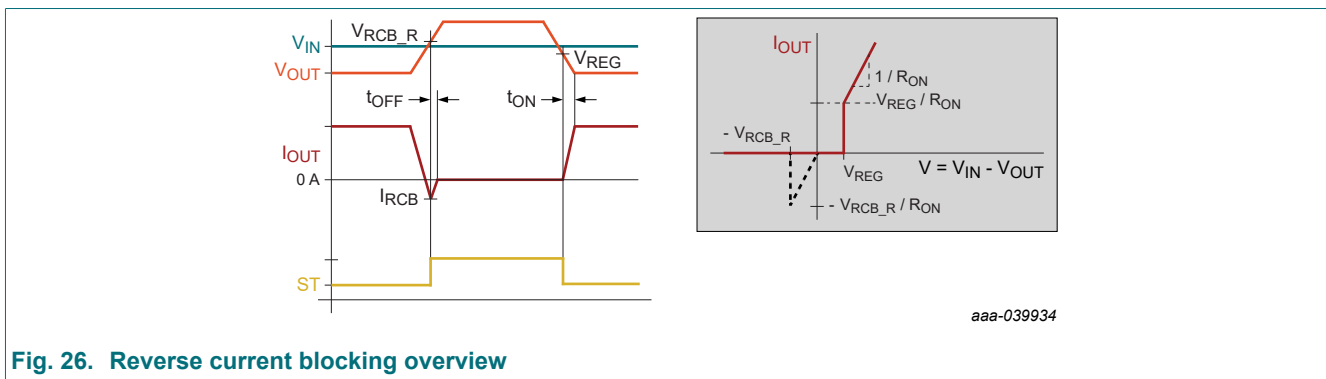 VIN
VOUT
VRCB_R
VREG
tOFF
tON
IOUT
0 A
IRCB
ST
IOUT
1 / RON
VREG / RON
- VRCB_R
VREG
V = VIN - VOUT
- VRCB_R / RON
aaa-039934
Fig. 26. Reverse current blocking overview